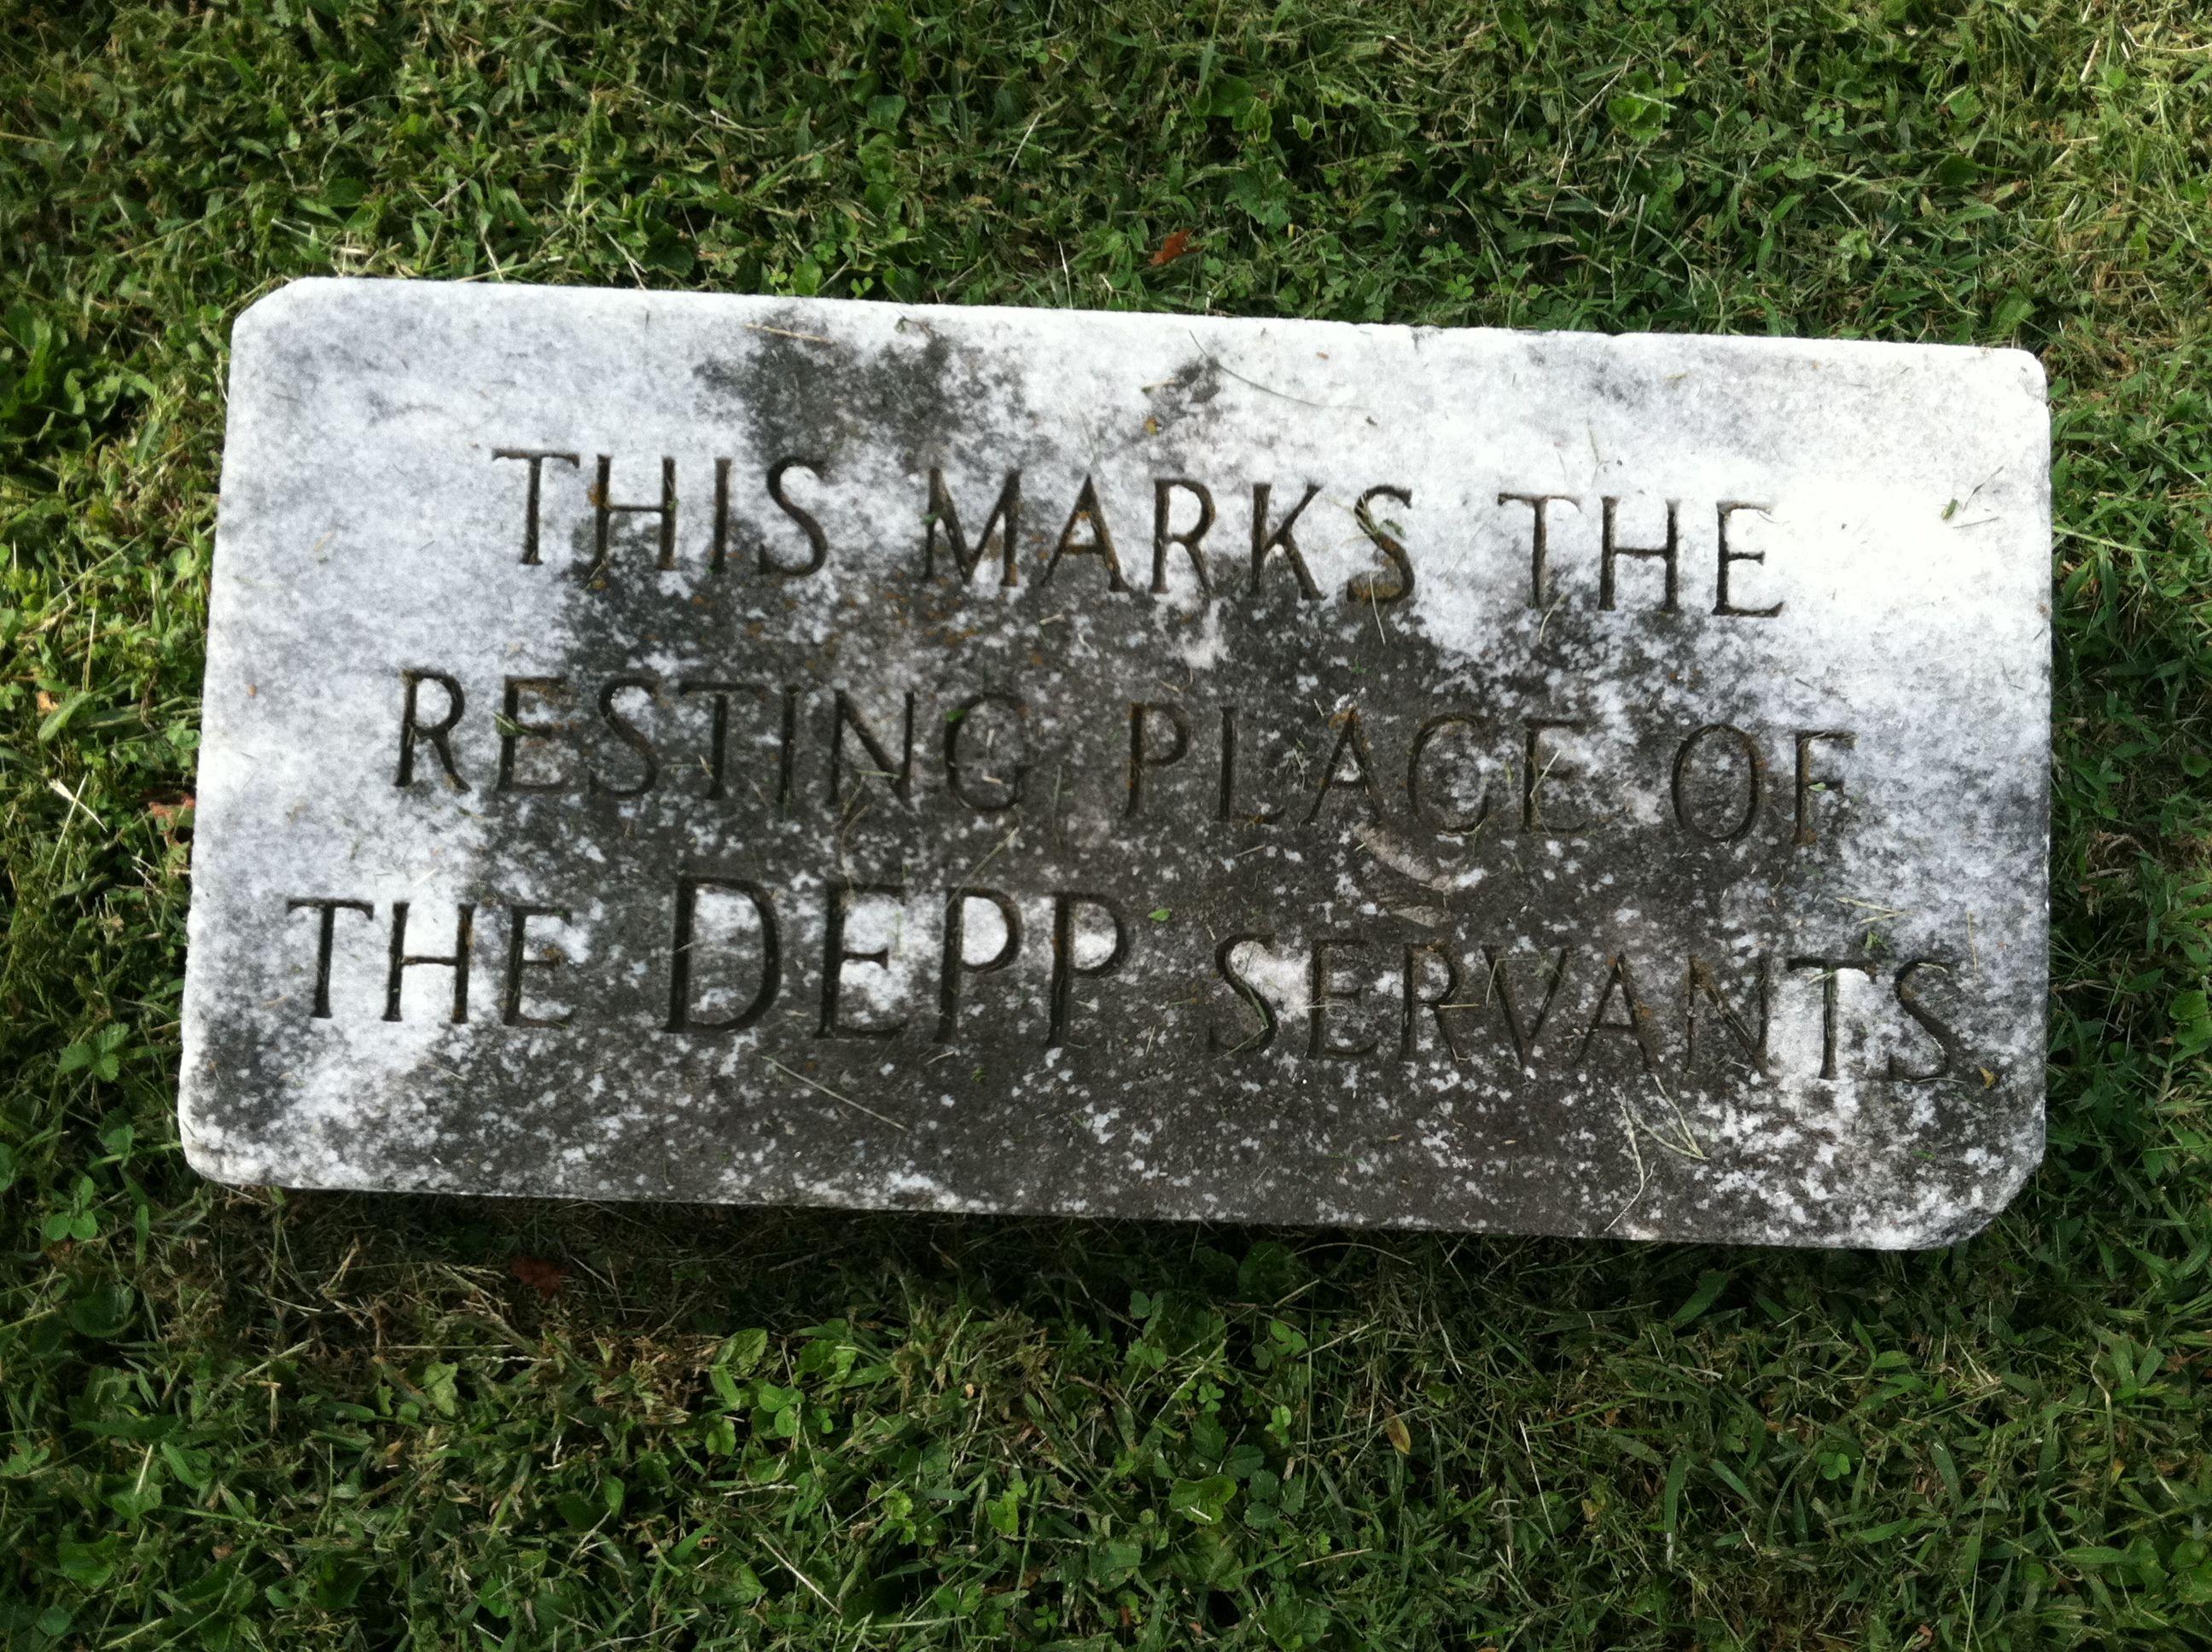 THIS MARKS THE
RESTING PLACE OF
THE DEPP SERVANTS